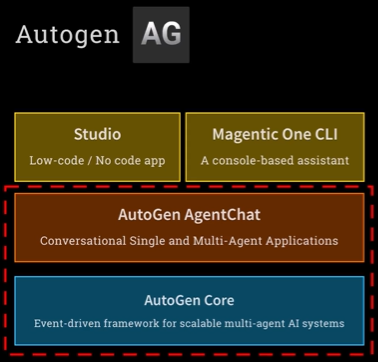 Autogen AG
Studio
Low-code / No code app
Magentic One CLI
A console-based assistant
AutoGen AgentChat
Conversational Single and Multi-Agent Applications
AutoGen Core
Event-driven framework for scalable multi-agent AI systems